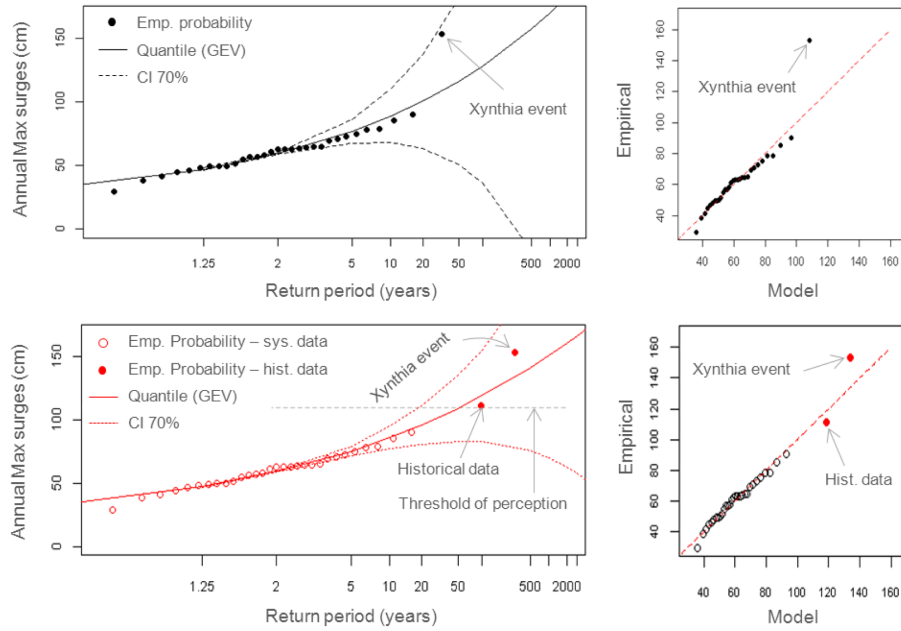 Emp. probability
Quantile (GEV)
CI 70%
Xynthia event
Annual Max surges (cm)
0 50 100 150
1.25 2 5 10 20 50 500 2000
Return period (years)
Xynthia event
Empirical
40 60 80 100 120 140 160
40 60 80 100 120 140 160
Model
Emp. Probability – sys. data
Emp. Probability – hist. data
Quantile (GEV)
CI 70%
Xynthia event
Historical data
Threshold of perception
Annual Max surges (cm)
0 50 100 150
1.25 2 5 10 20 50 500 2000
Return period (years)
Xynthia event
Hist. data
Empirical
40 60 80 100 120 140 160
40 60 80 100 120 140 160
Model